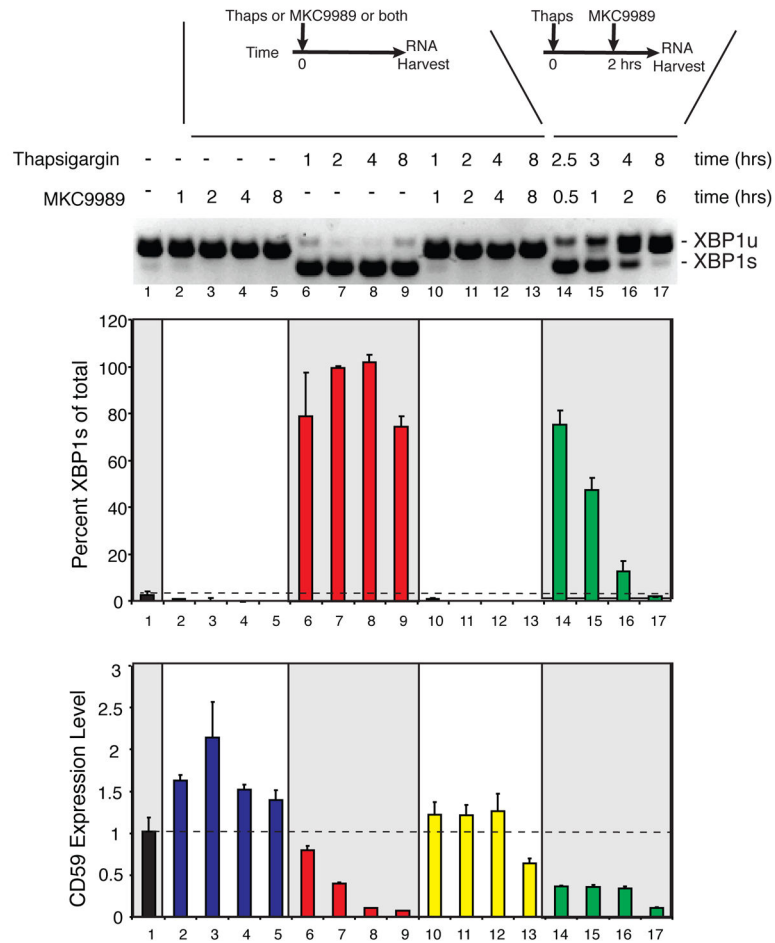 Thaps or MKC9989 or both
Thaps MKC9989
Time 0 RNA Harvest
0 2 hrs RNA Harvest
Thapsigargin - - - - - 1 2 4 8 1 2 4 8 2.5 3 4 8 time (hrs)
MKC9989 - 1 2 4 8 - - - - 1 2 4 8 0.5 1 2 6 time (hrs)
- XBP1u
- XBP1s
1 2 3 4 5 6 7 8 9 10 11 12 13 14 15 16 17
Percent XBP1s of total
120
100
80
60
40
20
0
1 2 3 4 5 6 7 8 9 10 11 12 13 14 15 16 17
CD59 Expression Level
3
2.5
2
1.5
1
0.5
0
1 2 3 4 5 6 7 8 9 10 11 12 13 14 15 16 17